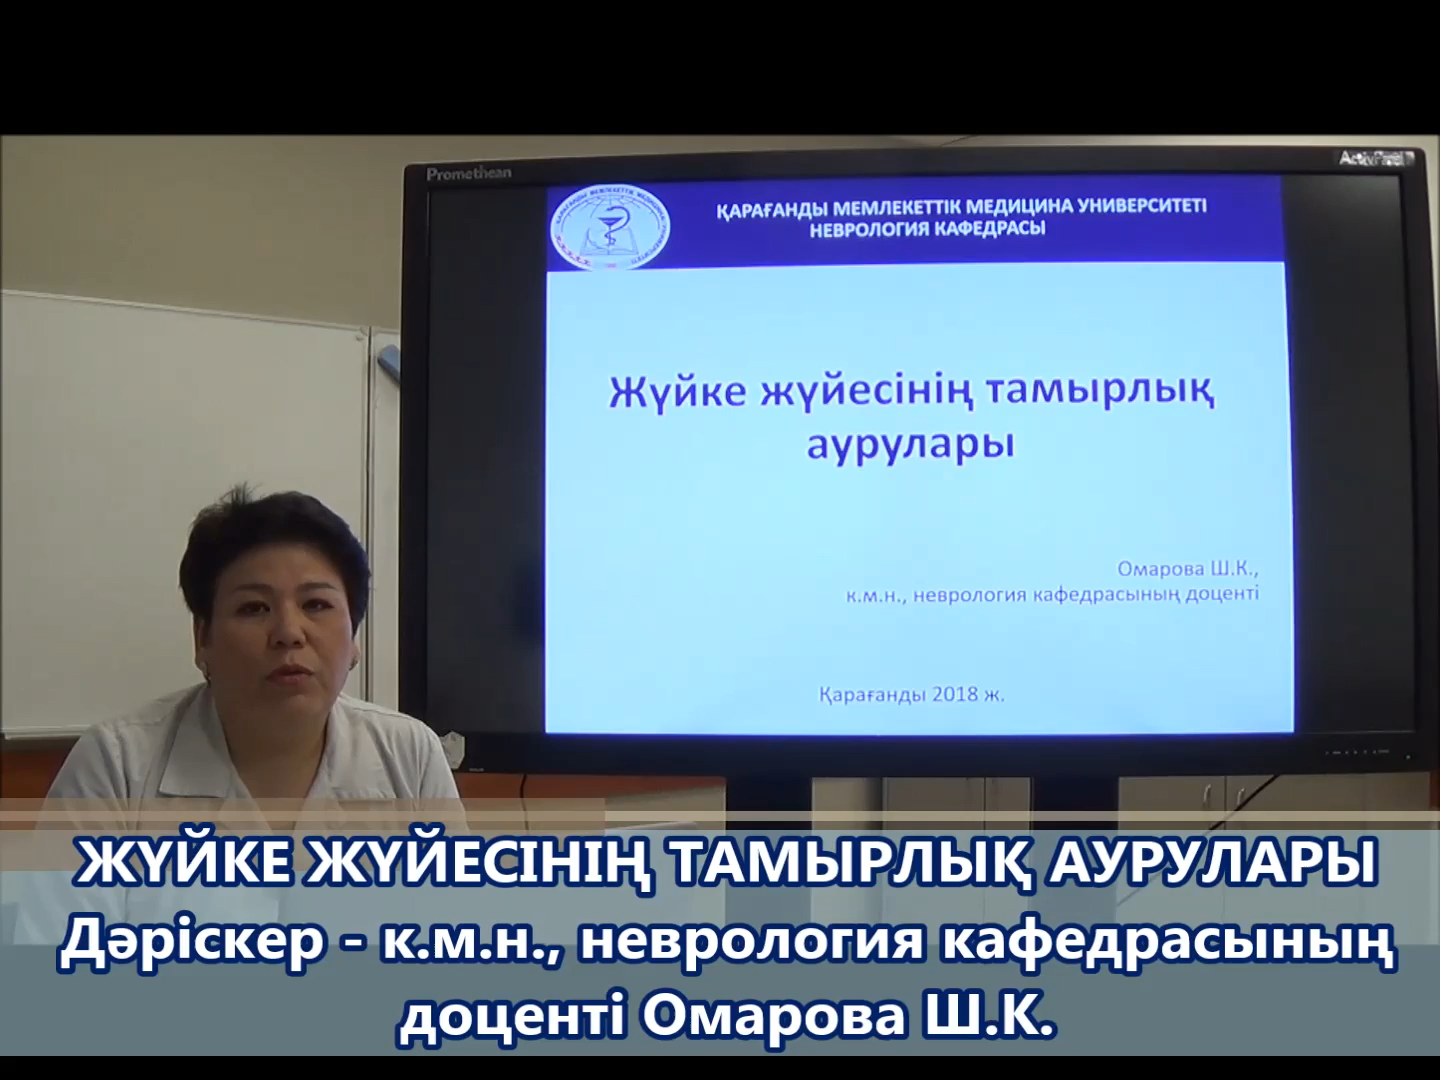 Promethean
ActivPanel
ҚАРАҒАНДЫ МЕМЛЕКЕТТІК МЕДИЦИНА УНИВЕРСИТЕТІ
НЕВРОЛОГИЯ КАФЕДРАСЫ
Жүйке жүйесінің тамырлық
аурулары
Омарова Ш.К.,
к.м.н., неврология кафедрасының доценті
Қарағанды 2018 ж.
ЖҮЙКЕ ЖҮЙЕСІНІҢ ТАМЫРЛЫҚ АУРУЛАРЫ
Дәріскер - к.м.н., неврология кафедрасының
доценті Омарова Ш.К.